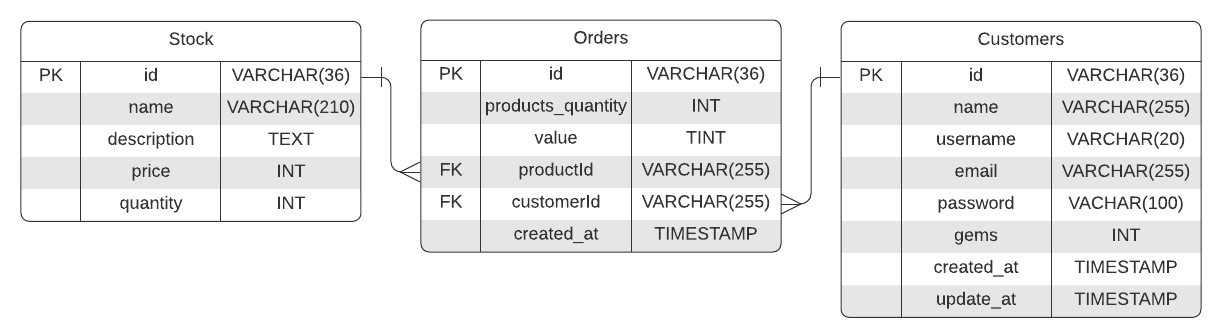 Stock
PK id VARCHAR(36)
name VARCHAR(210)
description TEXT
price INT
quantity INT
Orders
PK id VARCHAR(36)
products_quantity INT
value TINT
FK productId VARCHAR(255)
FK customerId VARCHAR(255)
created_at TIMESTAMP
Customers
PK id VARCHAR(36)
name VARCHAR(255)
username VARCHAR(20)
email VARCHAR(255)
password VACHAR(100)
gems INT
created_at TIMESTAMP
update_at TIMESTAMP